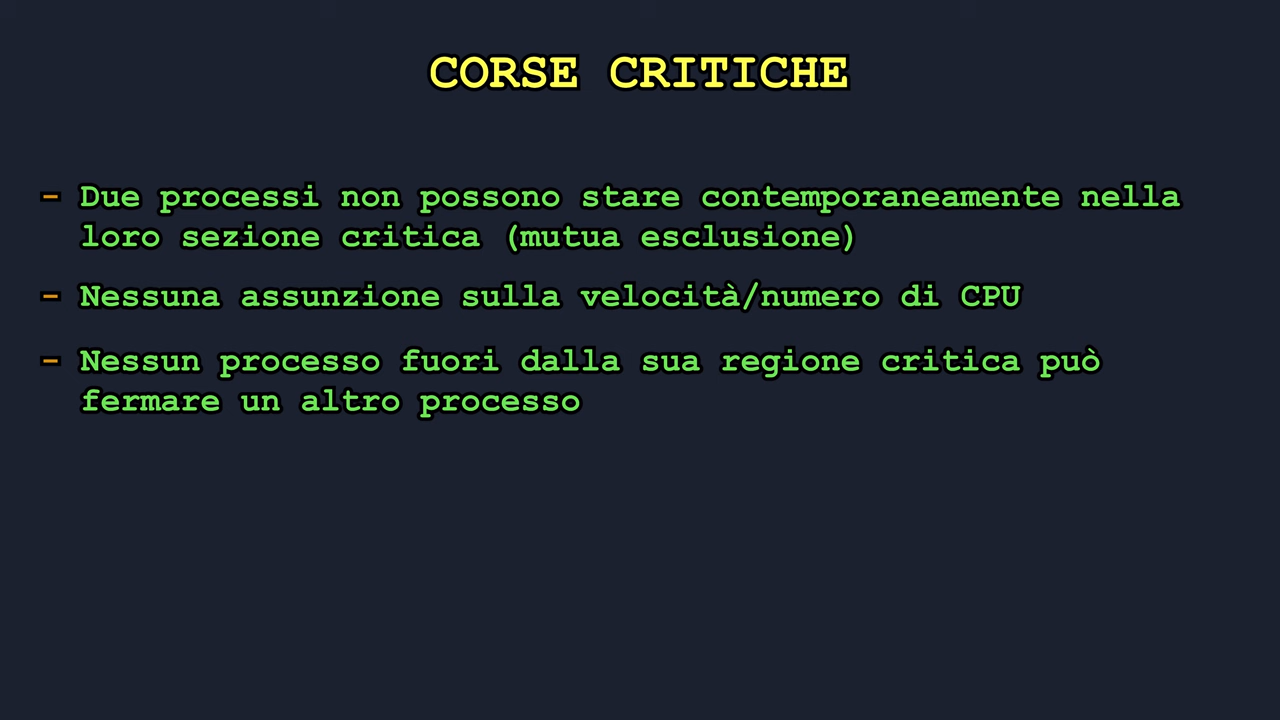 CORSE CRITICHE
– Due processi non possono stare contemporaneamente nella
loro sezione critica (mutua esclusione)
– Nessuna assunzione sulla velocità/numero di CPU
– Nessun processo fuori dalla sua regione critica può
fermare un altro processo